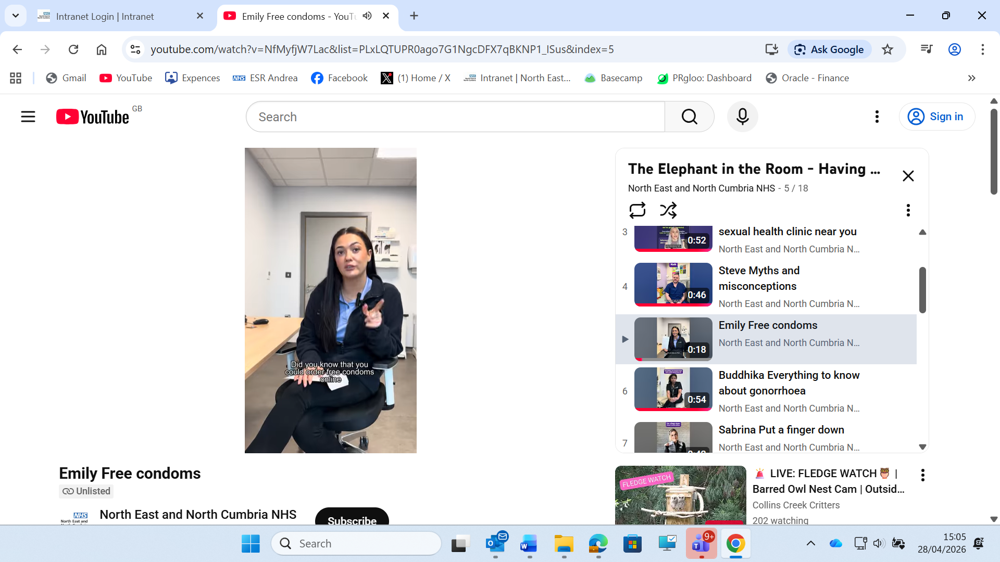 Intranet Login | Intranet
Emily Free condoms - YouTu
youtube.com/watch?v=NfMyfjW7Lac&list=PLxLQTUPR0ago7G1NgcDFX7qBKNP1_ISus&index=5
Ask Google
Gmail
YouTube
Expences
NHS ESR Andrea
Facebook
(1) Home / X
Intranet | North East...
Basecamp
PRgloo: Dashboard
Oracle - Finance
YouTube GB
Search
Sign in
Did you know that you
could order free condoms
online
The Elephant in the Room - Having ...
North East and North Cumbria NHS - 5 / 18
3
0:52
sexual health clinic near you
North East and North Cumbria N...
4
Myth
0:46
Steve Myths and
misconceptions
North East and North Cumbria N...
0:18
Emily Free condoms
North East and North Cumbria N...
6
0:54
Buddhika Everything to know
about gonorrhoea
North East and North Cumbria N...
7
Sabrina Put a finger down
North East and North Cumbria N...
Emily Free condoms
Unlisted
NHS
North East and
North East and North Cumbria NHS
Subscribe
FLEDGE WATCH
🚨 LIVE: FLEDGE WATCH🦉 |
Barred Owl Nest Cam | Outsid...
Collins Creek Critters
202 watching
Search
9+
15:05
28/04/2026